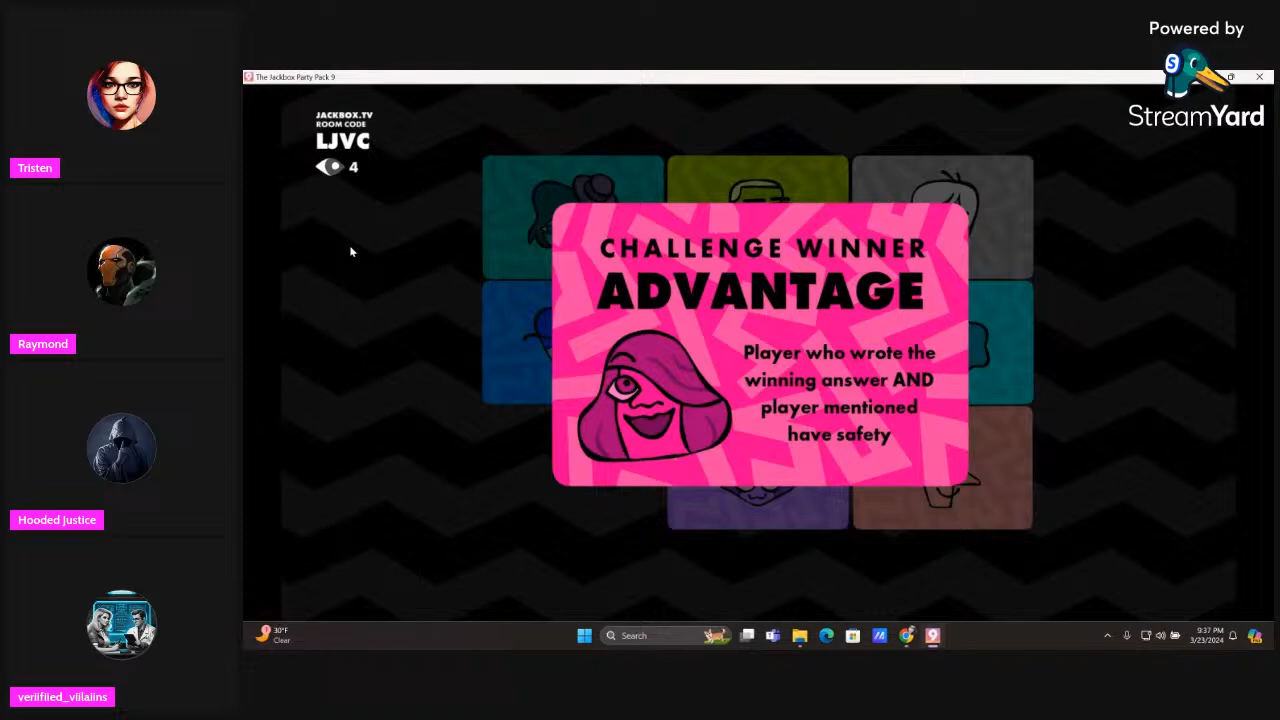 Powered by
StreamYard
The Jackbox Party Pack 9
JACKBOX.TV
ROOM CODE
LJVC
4
CHALLENGE WINNER
ADVANTAGE
Player who wrote the
winning answer AND
player mentioned
have safety
Tristen
Raymond
Hooded Justice
veriifiied_viilaiins
30°F
Clear
Search
9:37 PM
3/23/2024